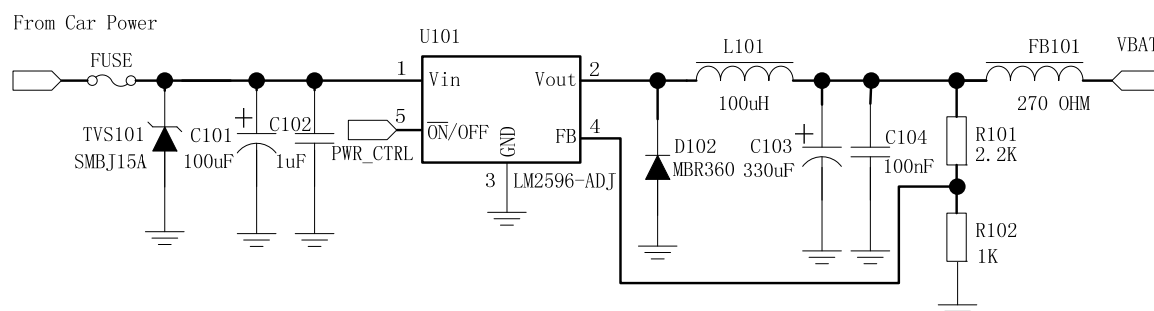 From Car Power
FUSE
U101
L101
FB101
VBAT
1
Vin
Vout
2
100uH
270 OHM
TVS101
SMBJ15A
C101
100uF
C102
1uF
5
PWR_CTRL
ON/OFF
GND
FB
4
3
LM2596-ADJ
D102
MBR360
C103
330uF
C104
100nF
R101
2.2K
R102
1K